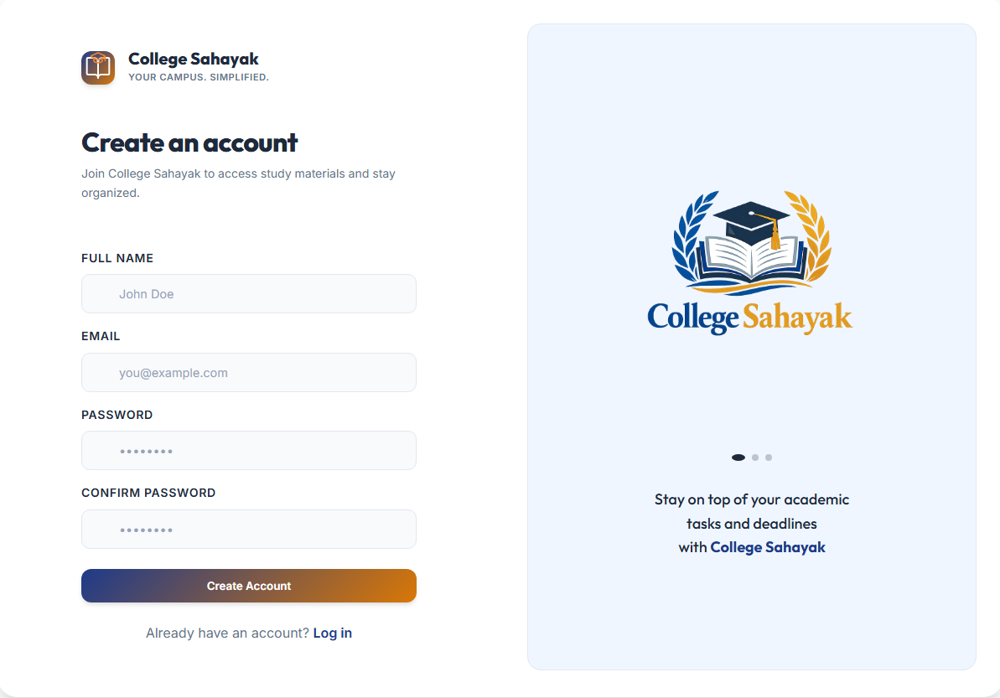 College Sahayak
YOUR CAMPUS. SIMPLIFIED.
Create an account
Join College Sahayak to access study materials and stay
organized.
FULL NAME
John Doe
EMAIL
you@example.com
PASSWORD
••••••••
CONFIRM PASSWORD
••••••••
Create Account
Already have an account? Log in
College Sahayak
Stay on top of your academic
tasks and deadlines
with College Sahayak